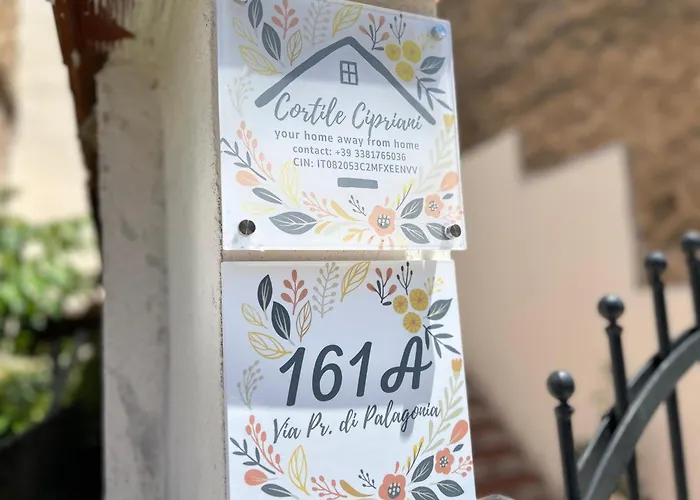 Cortile Cipriani
your home away from home
contact: +39 3381765036
CIN: IT082053C2MFXEENVV
161A
Via Pr. di Palagonia